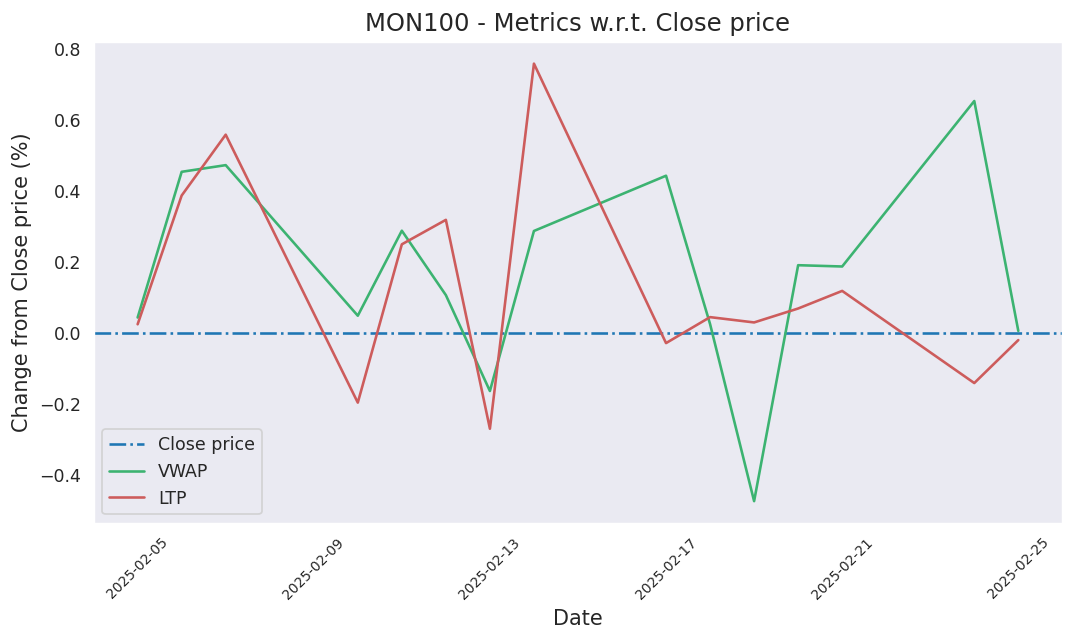 MON100 - Metrics w.r.t. Close price
Change from Close price (%)
0.8
0.6
0.4
0.2
0.0
−0.2
−0.4
Close price
VWAP
LTP
2025-02-05
2025-02-09
2025-02-13
2025-02-17
2025-02-21
2025-02-25
Date